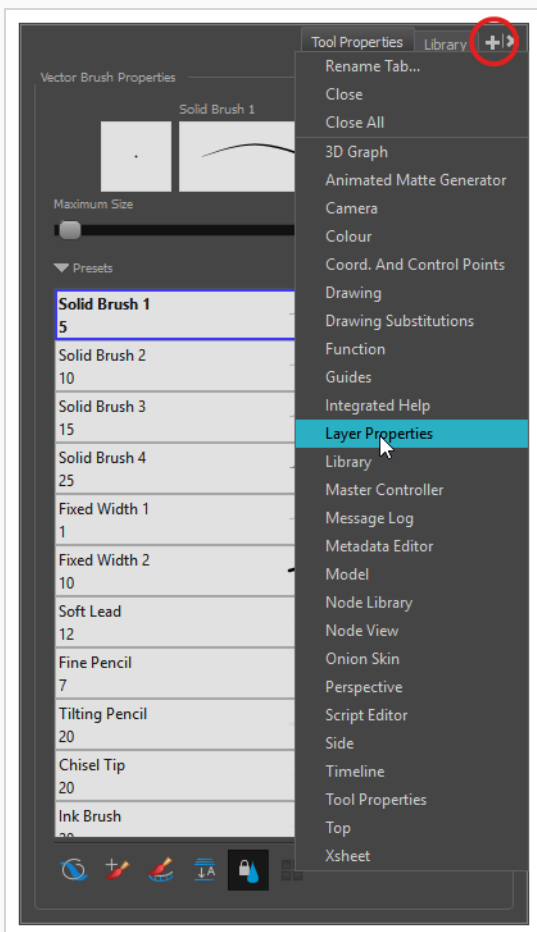 Tool Properties Library
Rename Tab...
Close
Close All
3D Graph
Animated Matte Generator
Camera
Colour
Coord. And Control Points
Drawing
Drawing Substitutions
Function
Guides
Integrated Help
Layer Properties
Library
Master Controller
Message Log
Metadata Editor
Model
Node Library
Node View
Onion Skin
Perspective
Script Editor
Side
Timeline
Tool Properties
Top
Xsheet
Vector Brush Properties
Solid Brush 1
Maximum Size
Presets
Solid Brush 1
5
Solid Brush 2
10
Solid Brush 3
15
Solid Brush 4
25
Fixed Width 1
1
Fixed Width 2
10
Soft Lead
12
Fine Pencil
7
Tilting Pencil
20
Chisel Tip
20
Ink Brush